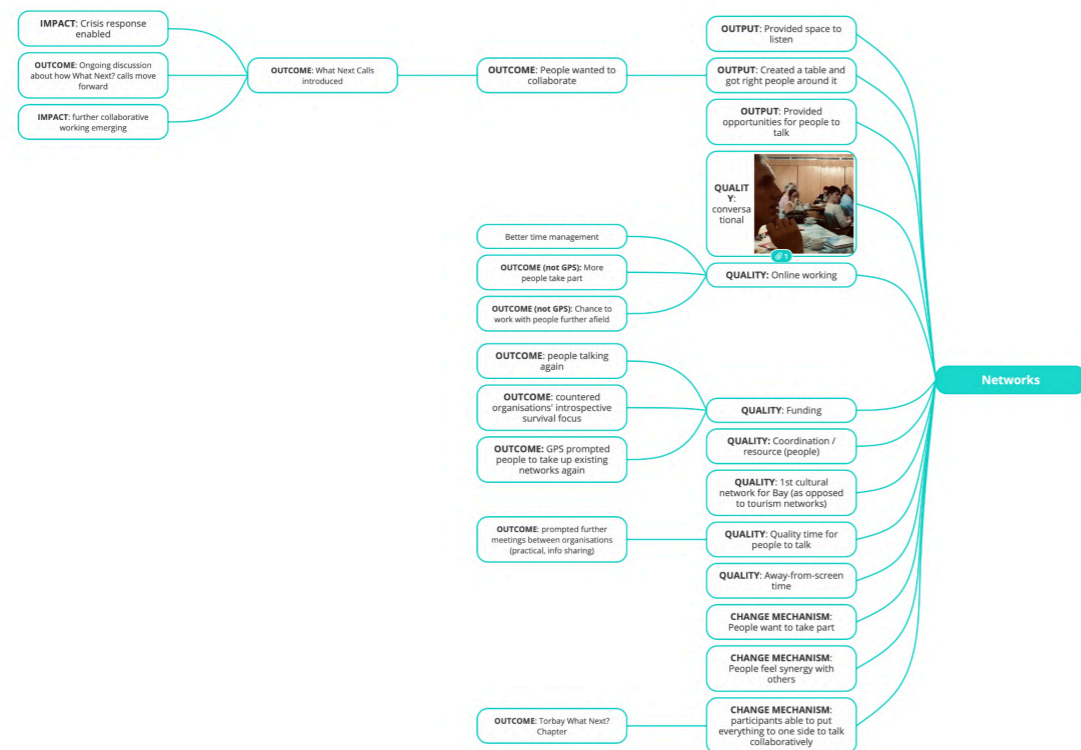 IMPACT: Crisis response
enabled
OUTCOME: Ongoing discussion
about how What Next? calls move
forward
IMPACT: further collaborative
working emerging
OUTCOME: What Next Calls
introduced
OUTCOME: People wanted to
collaborate
OUTPUT: Provided space to
listen
OUTPUT: Created a table and
got right people around it
OUTPUT: Provided
opportunities for people to
talk
QUALIT
Y:
conversa
tional
1
Better time management
OUTCOME (not GPS): More
people take part
OUTCOME (not GPS): Chance to
work with people further afield
QUALITY: Online working
OUTCOME: people talking
again
OUTCOME: countered
organisations' introspective
survival focus
OUTCOME: GPS prompted
people to take up existing
networks again
QUALITY: Funding
QUALITY: Coordination /
resource (people)
QUALITY: 1st cultural
network for Bay (as opposed
to tourism networks)
OUTCOME: prompted further
meetings between organisations
(practical, info sharing)
QUALITY: Quality time for
people to talk
QUALITY: Away-from-screen
time
CHANGE MECHANISM:
People want to take part
CHANGE MECHANISM:
People feel synergy with
others
OUTCOME: Torbay What Next?
Chapter
CHANGE MECHANISM:
participants able to put
everything to one side to talk
collaboratively
Networks